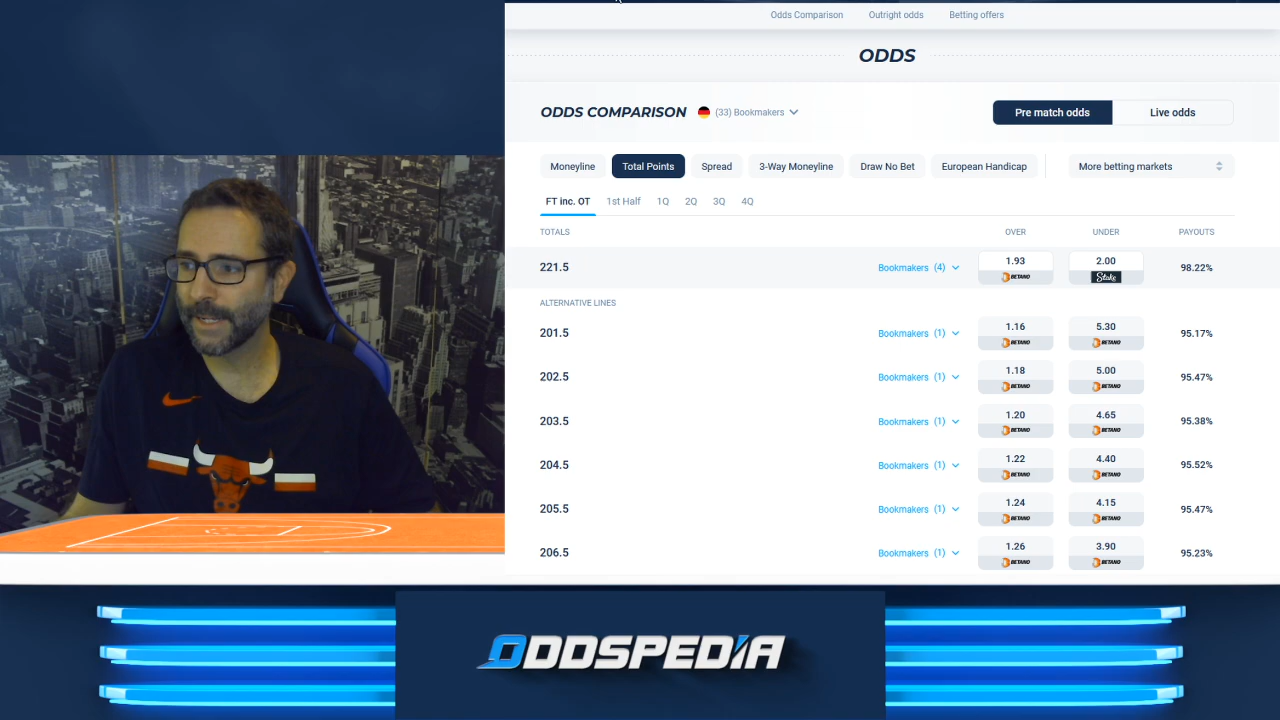 Odds Comparison Outright odds Betting offers
ODDS
ODDS COMPARISON (33) Bookmakers Pre match odds Live odds
Moneyline Total Points Spread 3-Way Moneyline Draw No Bet European Handicap More betting markets
FT inc. OT 1st Half 1Q 2Q 3Q 4Q
TOTALS OVER UNDER PAYOUTS
221.5 Bookmakers (4) 1.93 2.00 98.22%
BETANO Stake
ALTERNATIVE LINES
201.5 Bookmakers (1) 1.16 5.30 95.17%
BETANO BETANO
202.5 Bookmakers (1) 1.18 5.00 95.47%
BETANO BETANO
203.5 Bookmakers (1) 1.20 4.65 95.38%
BETANO BETANO
204.5 Bookmakers (1) 1.22 4.40 95.52%
BETANO BETANO
205.5 Bookmakers (1) 1.24 4.15 95.47%
BETANO BETANO
206.5 Bookmakers (1) 1.26 3.90 95.23%
BETANO BETANO
ODDSPEDIA